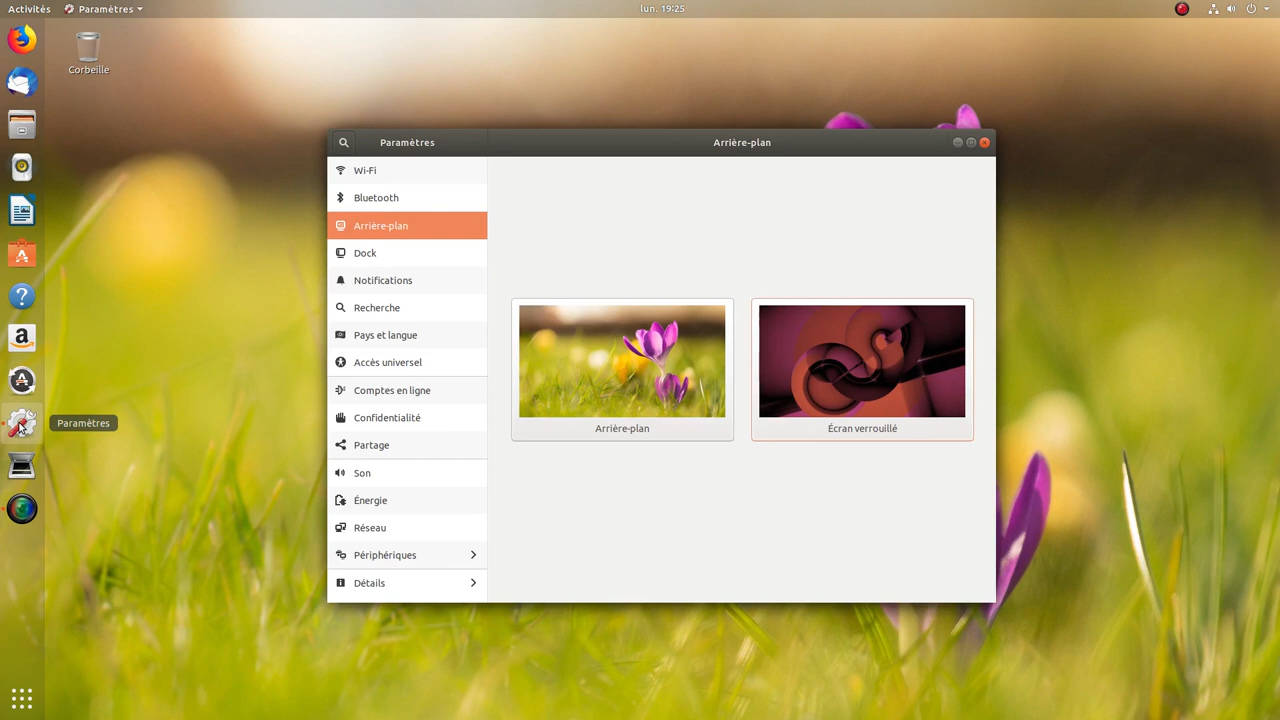 Activités
Paramètres
lun. 19:25
Corbeille
Paramètres
Arrière-plan
Wi-Fi
Bluetooth
Arrière-plan
Dock
Notifications
Recherche
Pays et langue
Accès universel
Comptes en ligne
Confidentialité
Partage
Son
Énergie
Réseau
Périphériques
Détails
Arrière-plan
Écran verrouillé
Paramètres